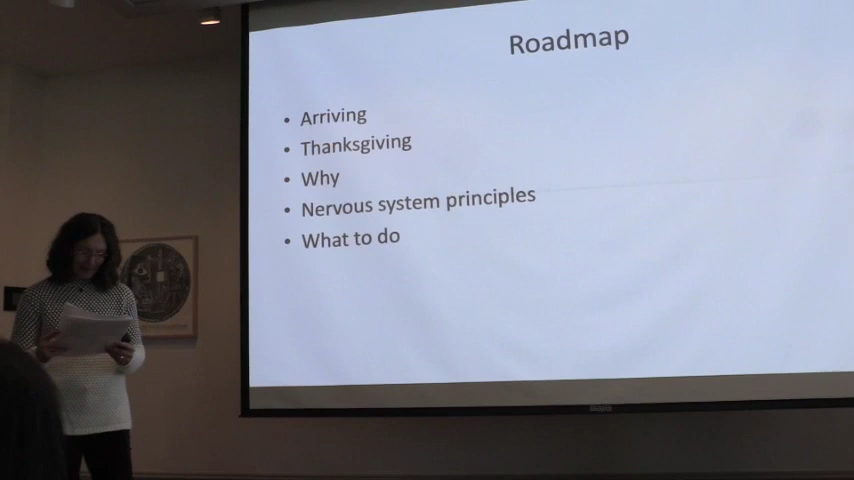 Roadmap
• Arriving
• Thanksgiving
• Why
• Nervous system principles
• What to do